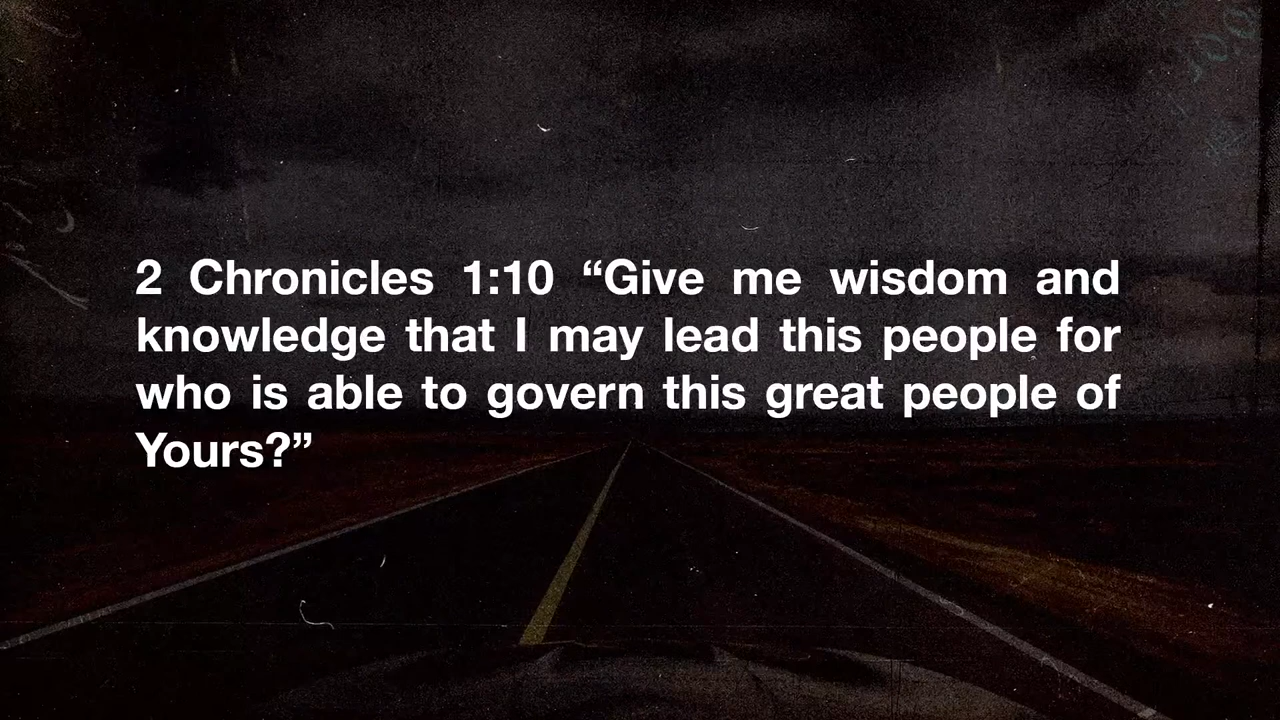 2 Chronicles 1:10 “Give me wisdom and
knowledge that I may lead this people for
who is able to govern this great people of
Yours?”